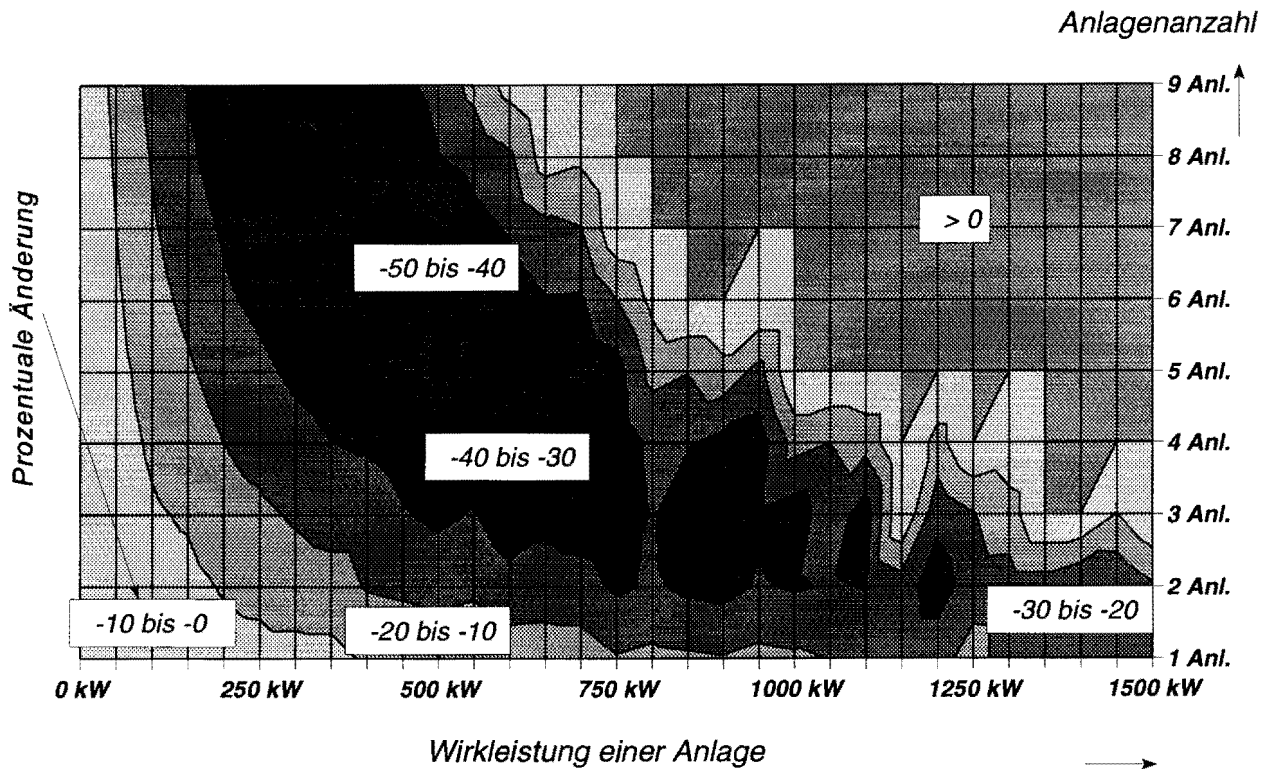 Anlagenanzahl
9 Anl.
8 Anl.
Prozentuale Änderung
> 0
7 Anl.
-50 bis -40
6 Anl.
5 Anl.
4 Anl.
-40 bis -30
3 Anl.
2 Anl.
-10 bis -0
-20 bis -10
-30 bis -20
1 Anl.
0 kW
250 kW
500 kW
750 kW
1000 kW
1250 kW
1500 kW
Wirkleistung einer Anlage